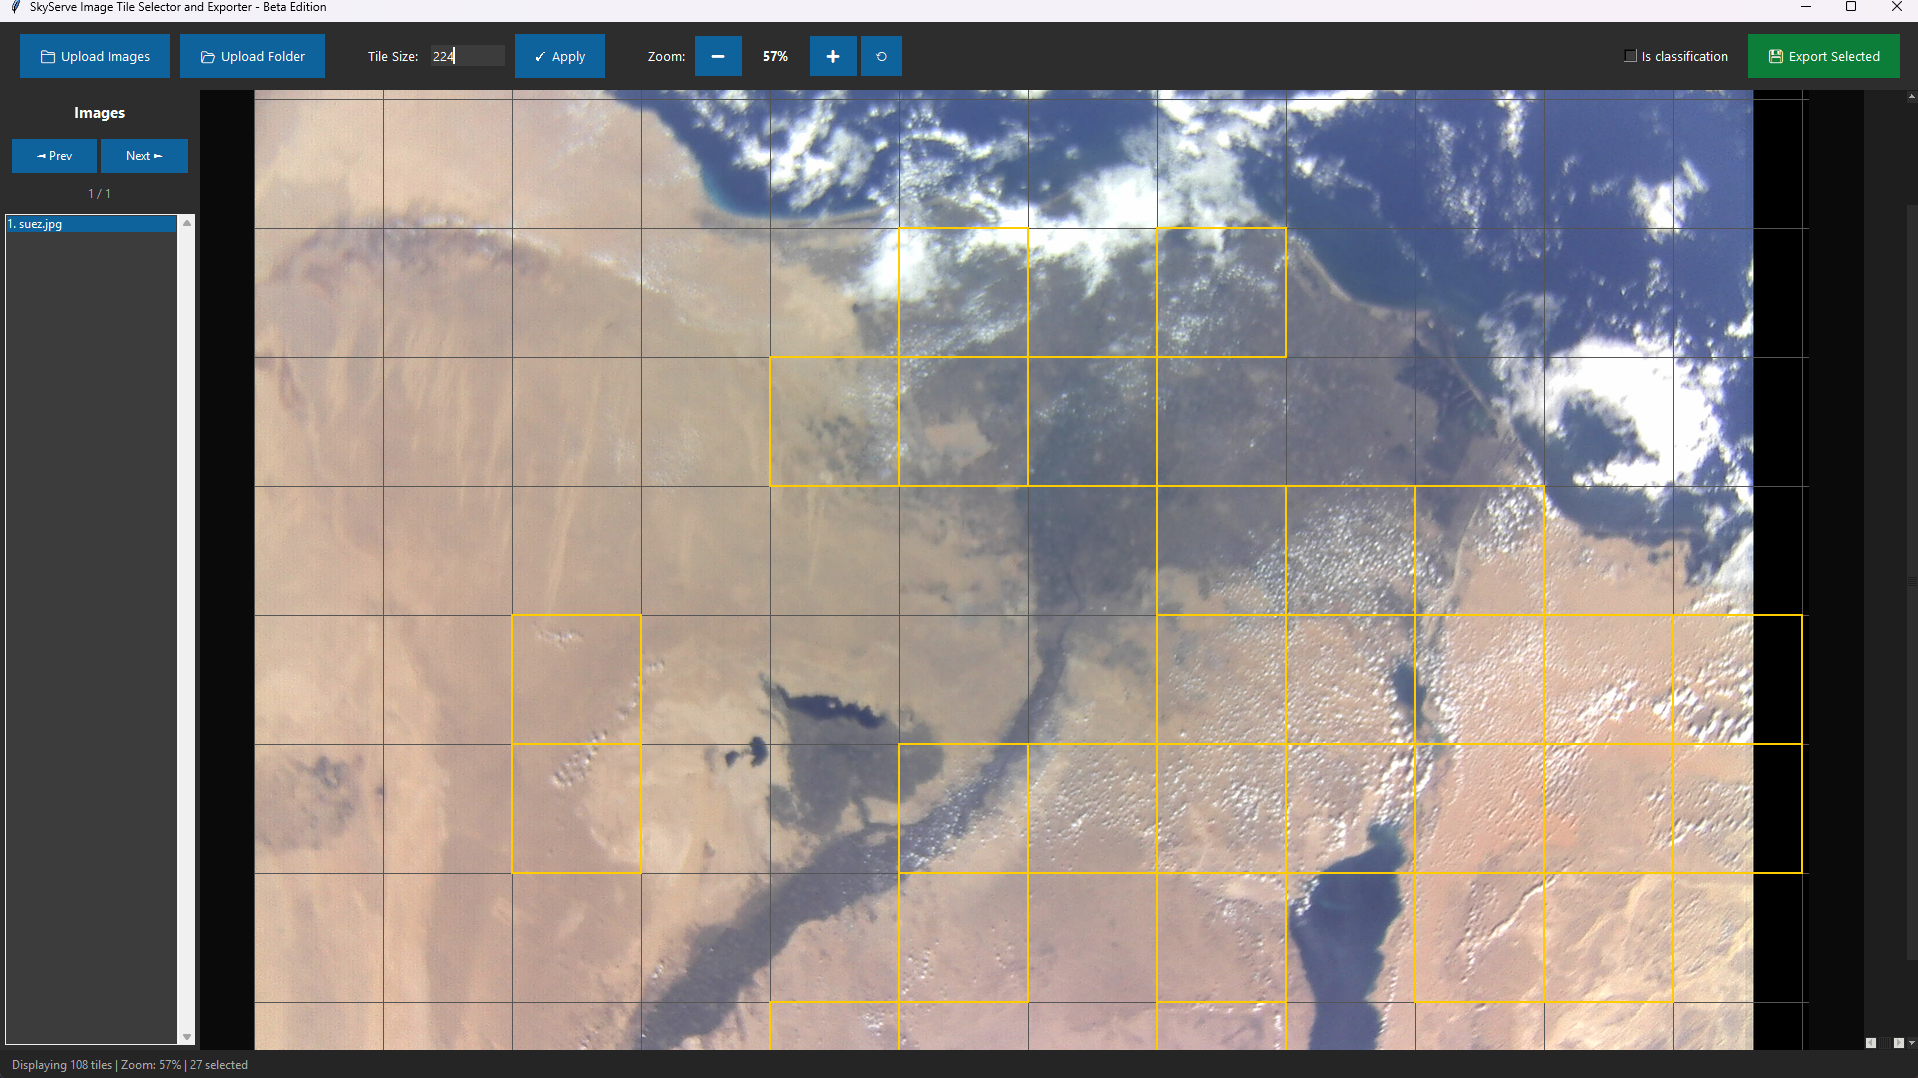 SkyServe Image Tile Selector and Exporter - Beta Edition
Upload Images Upload Folder Tile Size: 224 ✓ Apply Zoom: − 57% + ↻ Is classification Export Selected
Images
◄ Prev Next ►
1 / 1
1. suez.jpg
Displaying 108 tiles | Zoom: 57% | 27 selected